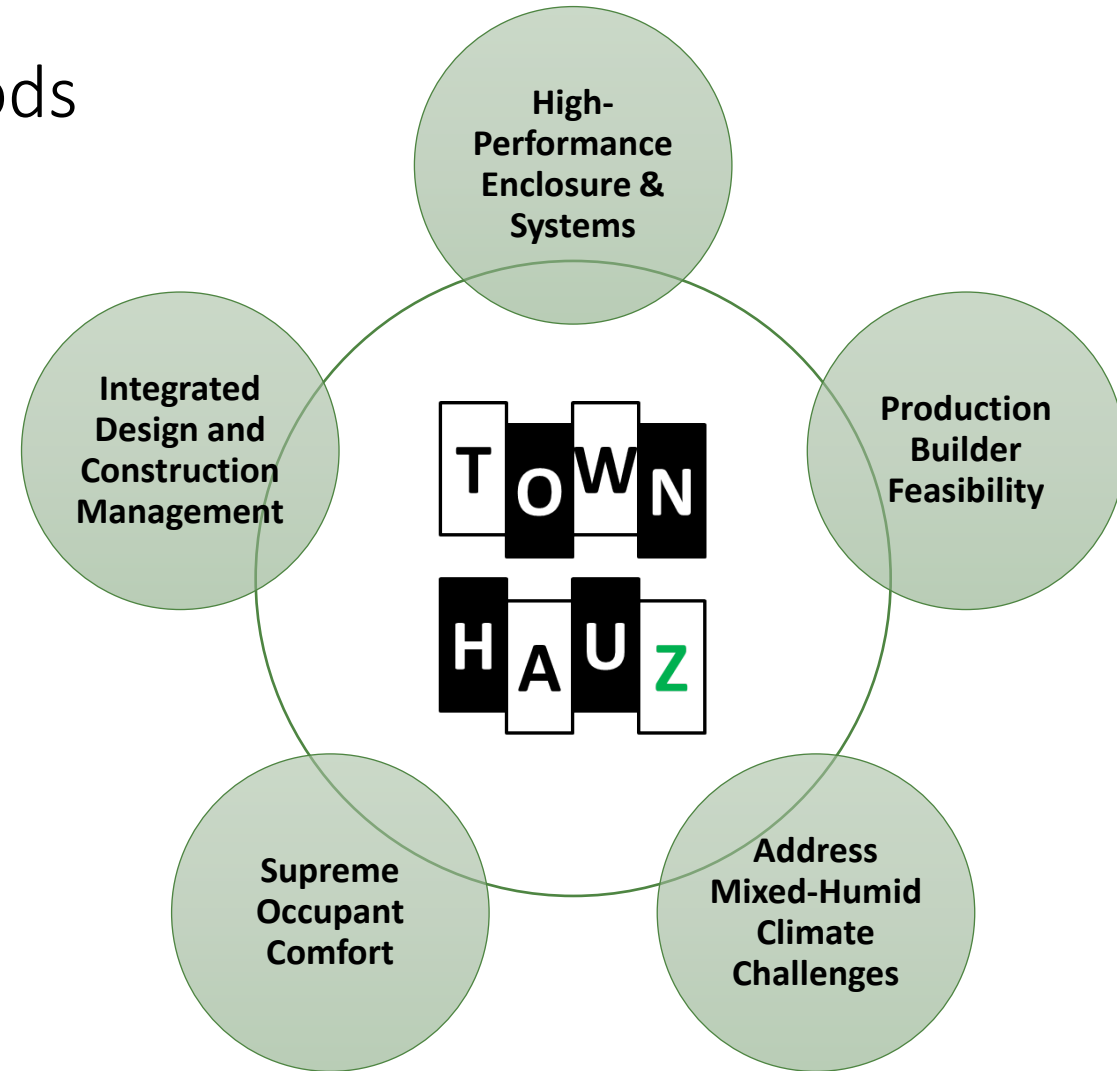 ods
High-
Performance
Enclosure &
Systems
Integrated
Design and
Construction
Management
Production
Builder
Feasibility
TOWN
HAUZ
Supreme
Occupant
Comfort
Address
Mixed-Humid
Climate
Challenges